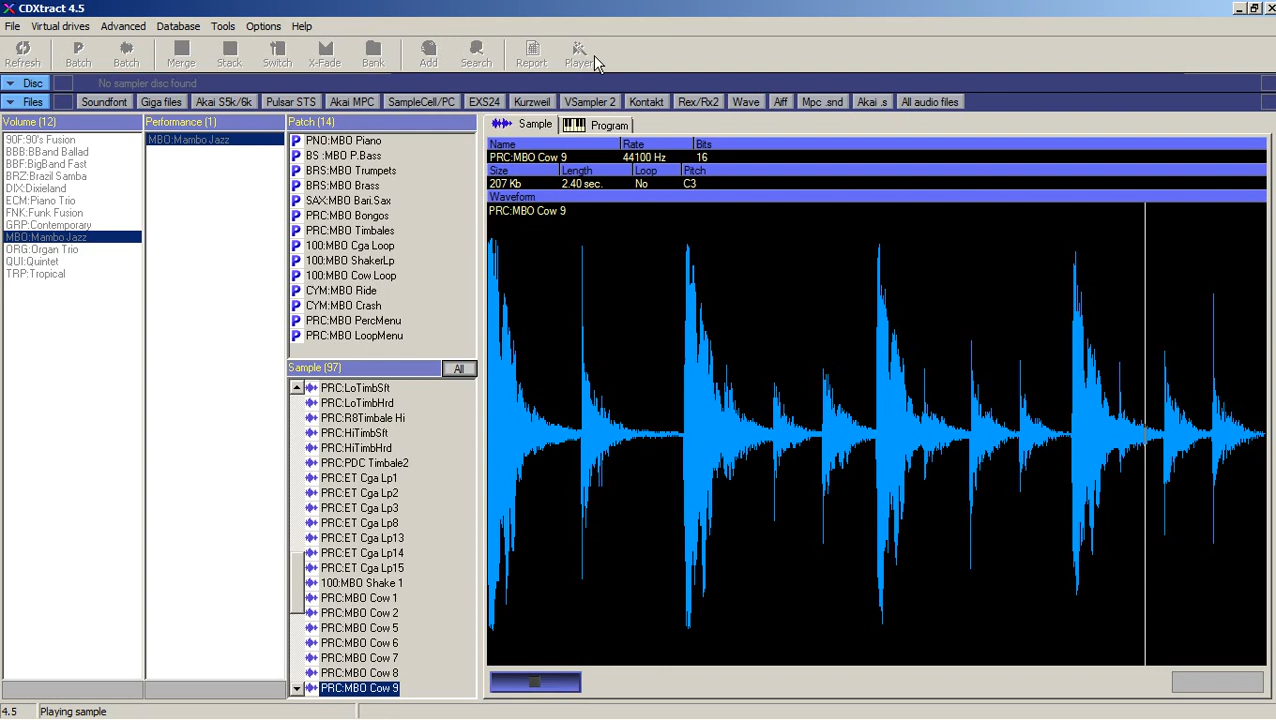 CDXtract 4.5
File Virtual drives Advanced Database Tools Options Help
Refresh Batch Batch Merge Stack Switch X-Fade Bank Add Search Report Player
Disc No sampler disc found
Files Soundfont Giga files Akai S5k/6k Pulsar STS Akai MPC SampleCell/PC EXS24 Kurzweil VSampler 2 Kontakt Rex/Rx2 Wave Aiff Mpc .snd Akai .s All audio files
Volume (12)
90F:90's Fusion
BBB:BBand Ballad
BBF:BigBand Fast
BRZ:Brazil Samba
DIX:Dixieland
ECM:Piano Trio
FNK:Funk Fusion
GRP:Contemporary
MBO:Mambo Jazz
ORG:Organ Trio
QUI:Quintet
TRP:Tropical
Performance (1)
MBO:Mambo Jazz
Patch (14)
P PNO:MBO Piano
P BS :MBO P.Bass
P BRS:MBO Trumpets
P BRS:MBO Brass
P SAX:MBO Bari.Sax
P PRC:MBO Bongos
P PRC:MBO Timbales
P 100:MBO Cga Loop
P 100:MBO ShakerLp
P 100:MBO Cow Loop
P CYM:MBO Ride
P CYM:MBO Crash
P PRC:MBO PercMenu
P PRC:MBO LoopMenu
Sample (97) All
PRC:LoTimbSft
PRC:LoTimbHrd
PRC:R8Timbale Hi
PRC:HiTimbSft
PRC:HiTimbHrd
PRC:PDC Timbale2
PRC:ET Cga Lp1
PRC:ET Cga Lp2
PRC:ET Cga Lp3
PRC:ET Cga Lp8
PRC:ET Cga Lp13
PRC:ET Cga Lp14
PRC:ET Cga Lp15
100:MBO Shake 1
PRC:MBO Cow 1
PRC:MBO Cow 2
PRC:MBO Cow 5
PRC:MBO Cow 6
PRC:MBO Cow 7
PRC:MBO Cow 8
PRC:MBO Cow 9
Sample Program
Name Rate Bits
PRC:MBO Cow 9 44100 Hz 16
Size Length Loop Pitch
207 Kb 2.40 sec. No C3
Waveform
PRC:MBO Cow 9
4.5 Playing sample